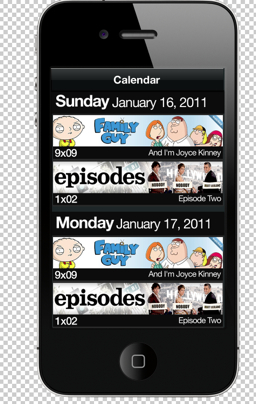 Calendar
Sunday January 16, 2011
FAMILY GUY
9x09 And I'm Joyce Kinney
episodes
1x02 Episode Two
Monday January 17, 2011
FAMILY GUY
9x09 And I'm Joyce Kinney
episodes
1x02 Episode Two